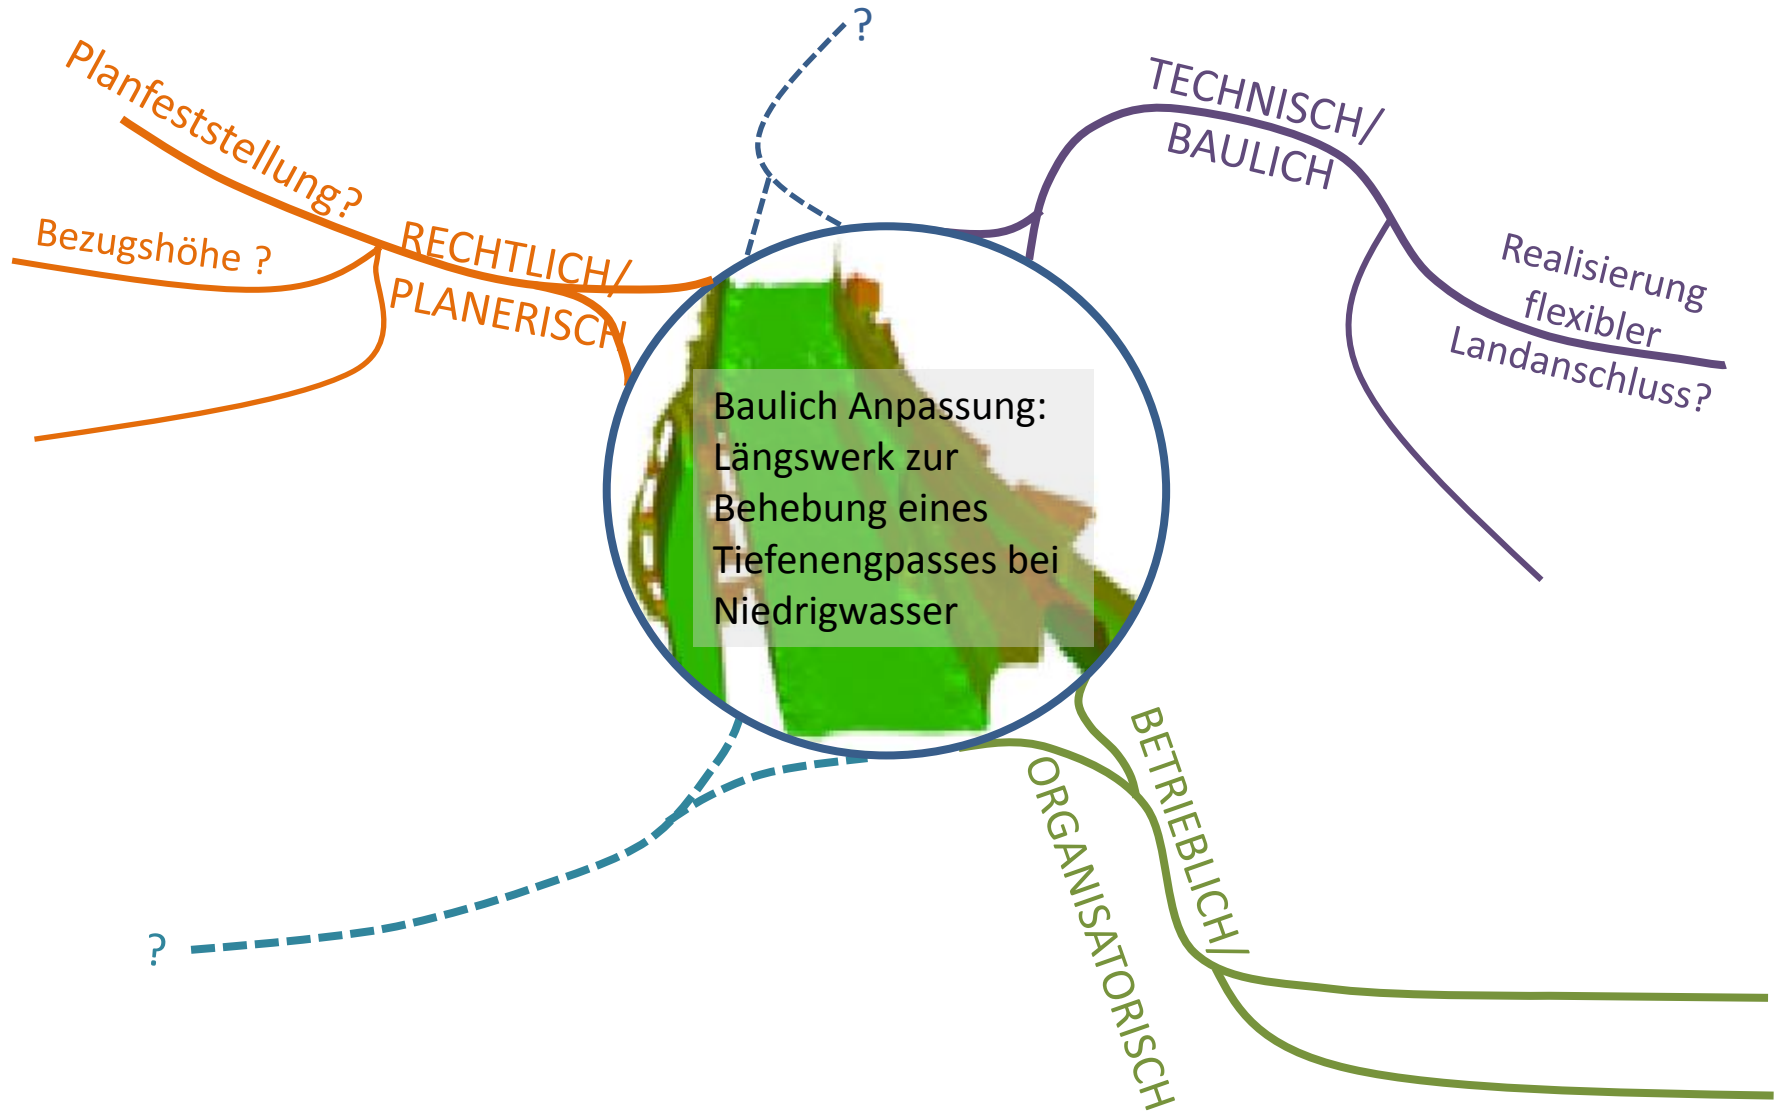 ?
Planfeststellung?
Bezugshöhe ?
RECHTLICH/
PLANERISCH
TECHNISCH/
BAULICH
Realisierung
flexibler
Landanschluss?
Baulich Anpassung:
Längswerk zur
Behebung eines
Tiefenengpasses bei
Niedrigwasser
BETRIEBLICH/
ORGANISATORISCH
?